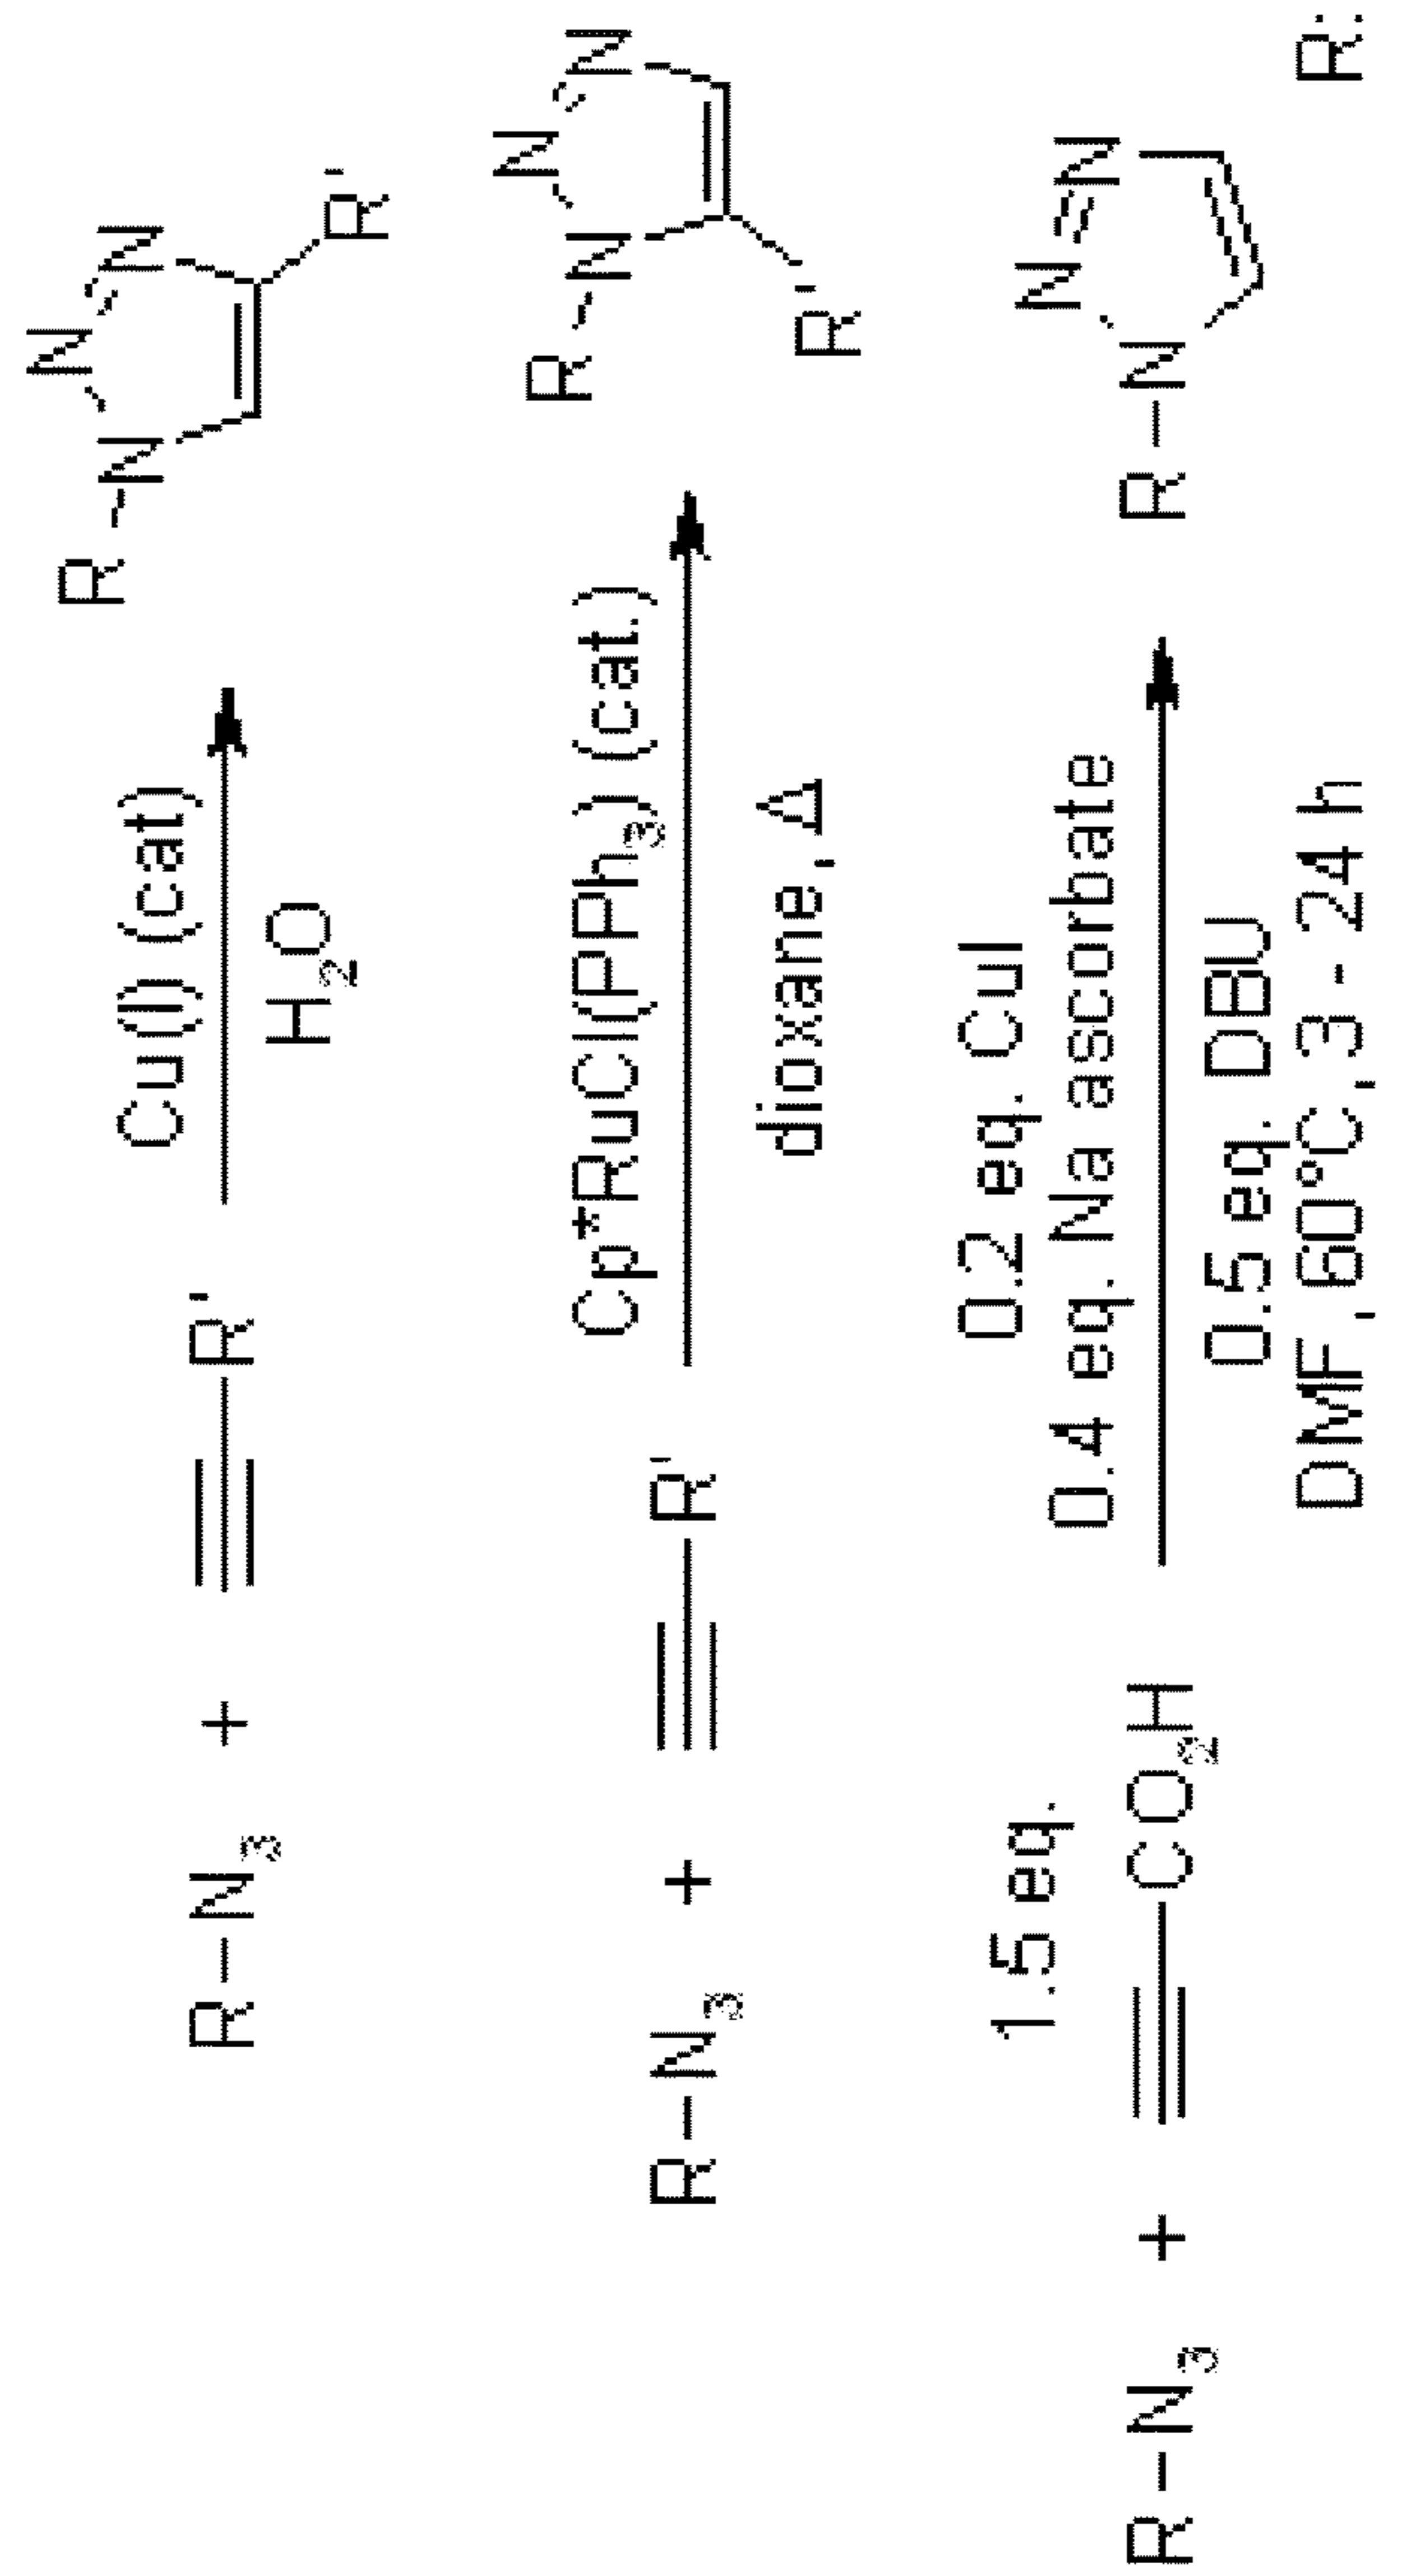 R–N3 + R'
Cu(I) (cat)
H2O
R–N N N R'
R–N3 + R'
Cp*RuCl(PPh3) (cat.)
dioxane, Δ
R–N N N R'
R–N3 +
1.5 eq.
CO2H
0.2 eq. CuI
0.4 eq. Na ascorbate
0.5 eq. DBU
DMF, 60°C, 3 - 24 h
R–N N N
R: